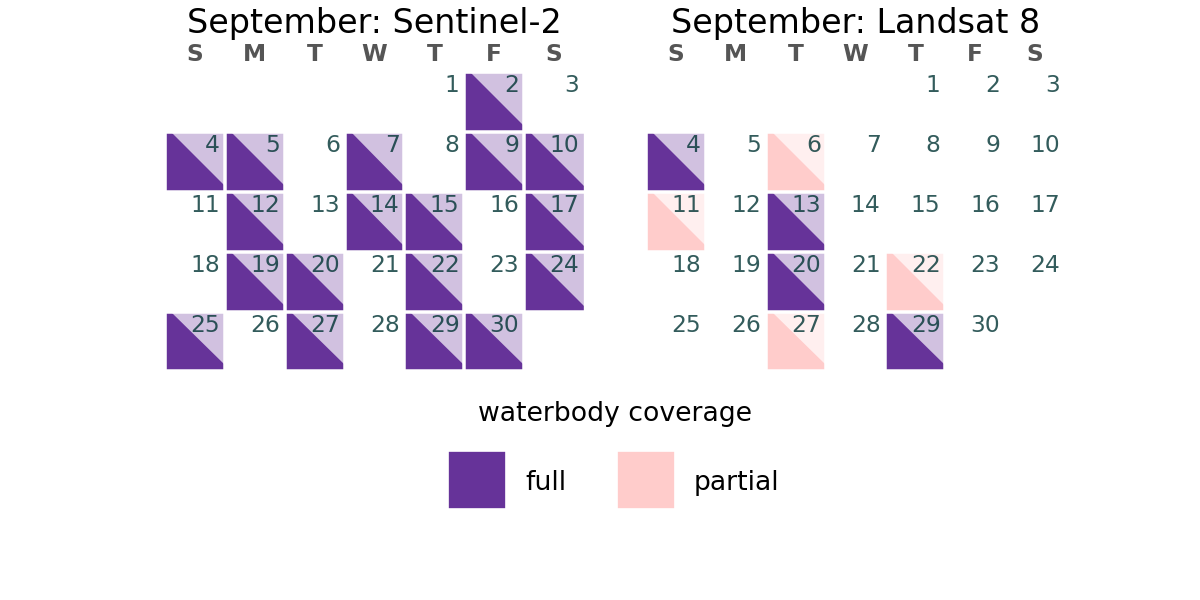 September: Sentinel-2
S M T W T F S
1 2 3
4 5 6 7 8 9 10
11 12 13 14 15 16 17
18 19 20 21 22 23 24
25 26 27 28 29 30
September: Landsat 8
S M T W T F S
1 2 3
4 5 6 7 8 9 10
11 12 13 14 15 16 17
18 19 20 21 22 23 24
25 26 27 28 29 30
waterbody coverage
full partial